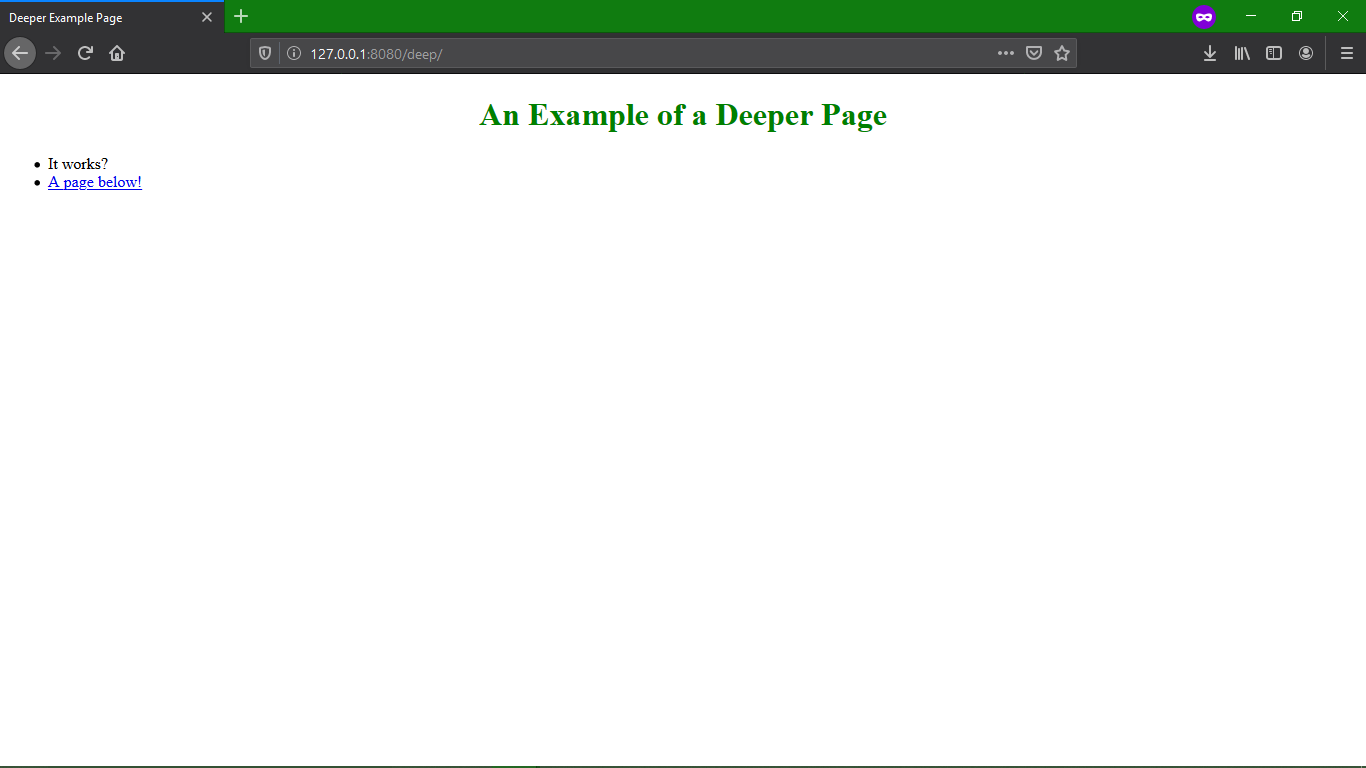 Deeper Example Page
127.0.0.1:8080/deep/
An Example of a Deeper Page
It works?
A page below!